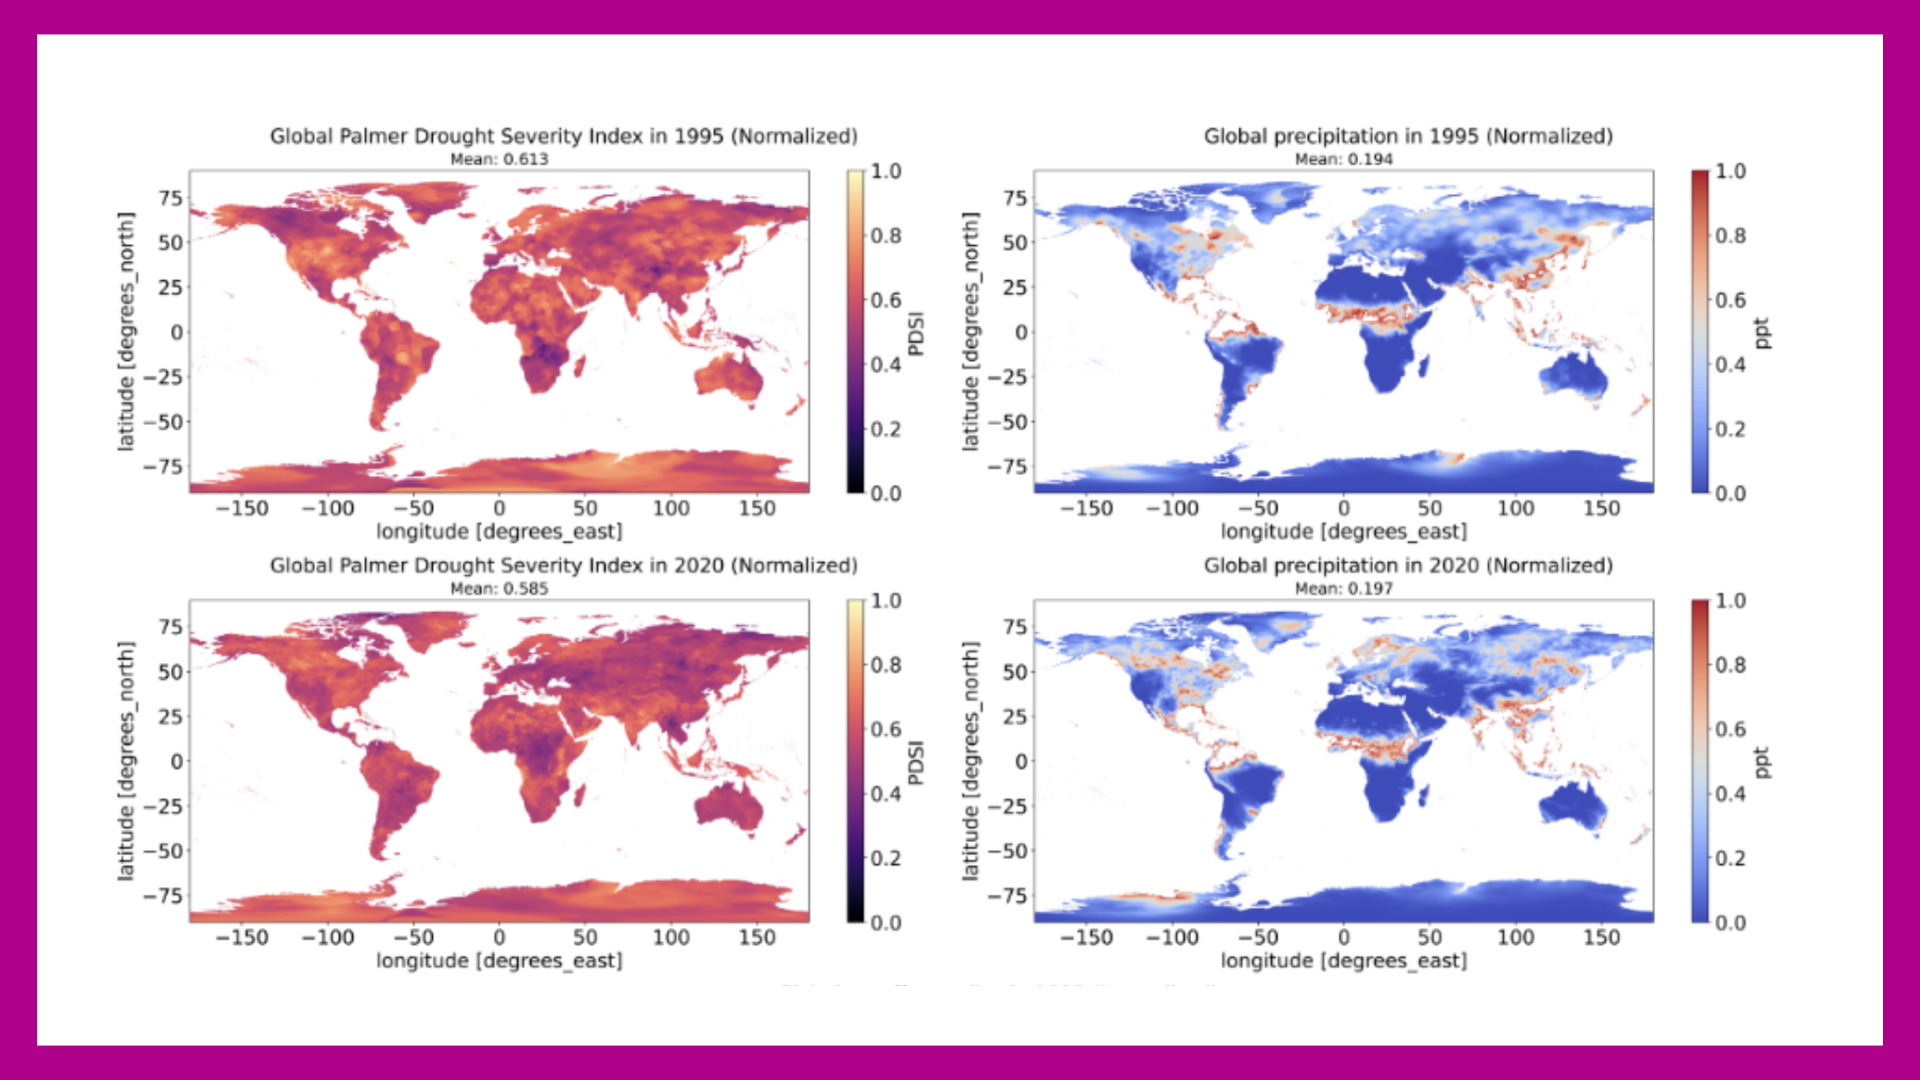 Global Palmer Drought Severity Index in 1995 (Normalized)
Mean: 0.613
1.0
0.8
0.6
0.4
0.2
0.0
PDSI
75
50
25
0
−25
−50
−75
latitude [degrees_north]
−150 −100 −50 0 50 100 150
longitude [degrees_east]
Global precipitation in 1995 (Normalized)
Mean: 0.194
1.0
0.8
0.6
0.4
0.2
0.0
ppt
75
50
25
0
−25
−50
−75
latitude [degrees_north]
−150 −100 −50 0 50 100 150
longitude [degrees_east]
Global Palmer Drought Severity Index in 2020 (Normalized)
Mean: 0.585
1.0
0.8
0.6
0.4
0.2
0.0
PDSI
75
50
25
0
−25
−50
−75
latitude [degrees_north]
−150 −100 −50 0 50 100 150
longitude [degrees_east]
Global precipitation in 2020 (Normalized)
Mean: 0.197
1.0
0.8
0.6
0.4
0.2
0.0
ppt
75
50
25
0
−25
−50
−75
latitude [degrees_north]
−150 −100 −50 0 50 100 150
longitude [degrees_east]